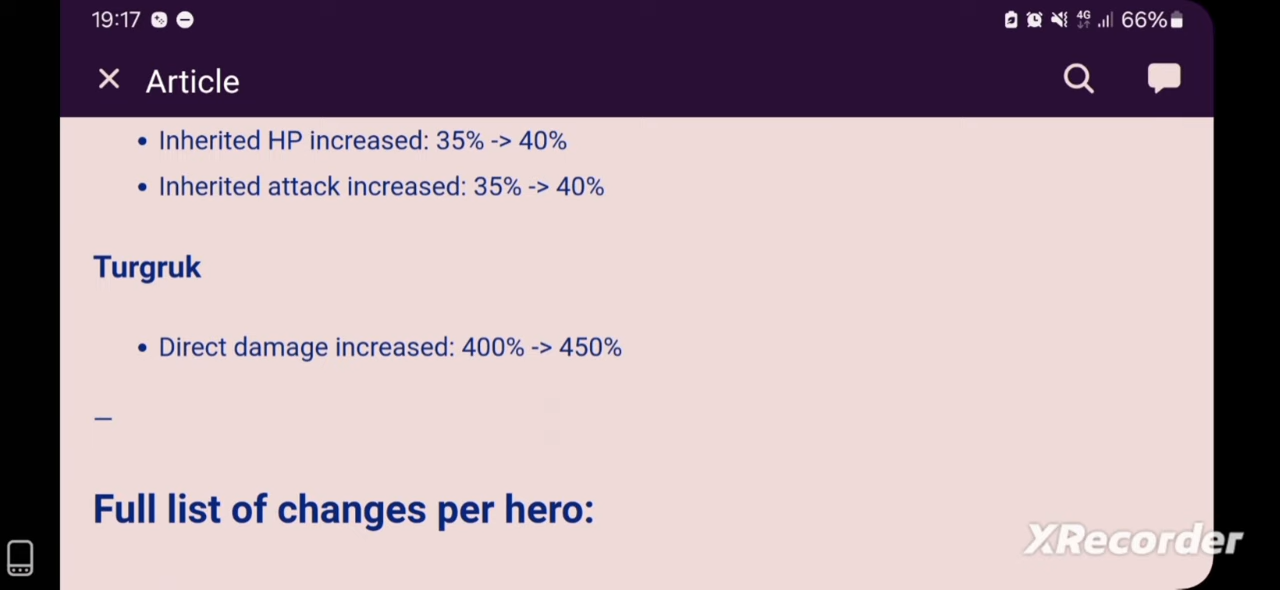 19:17 4G 66%
Article
• Inherited HP increased: 35% -> 40%
• Inherited attack increased: 35% -> 40%
Turgruk
• Direct damage increased: 400% -> 450%
—
Full list of changes per hero:
XRecorder